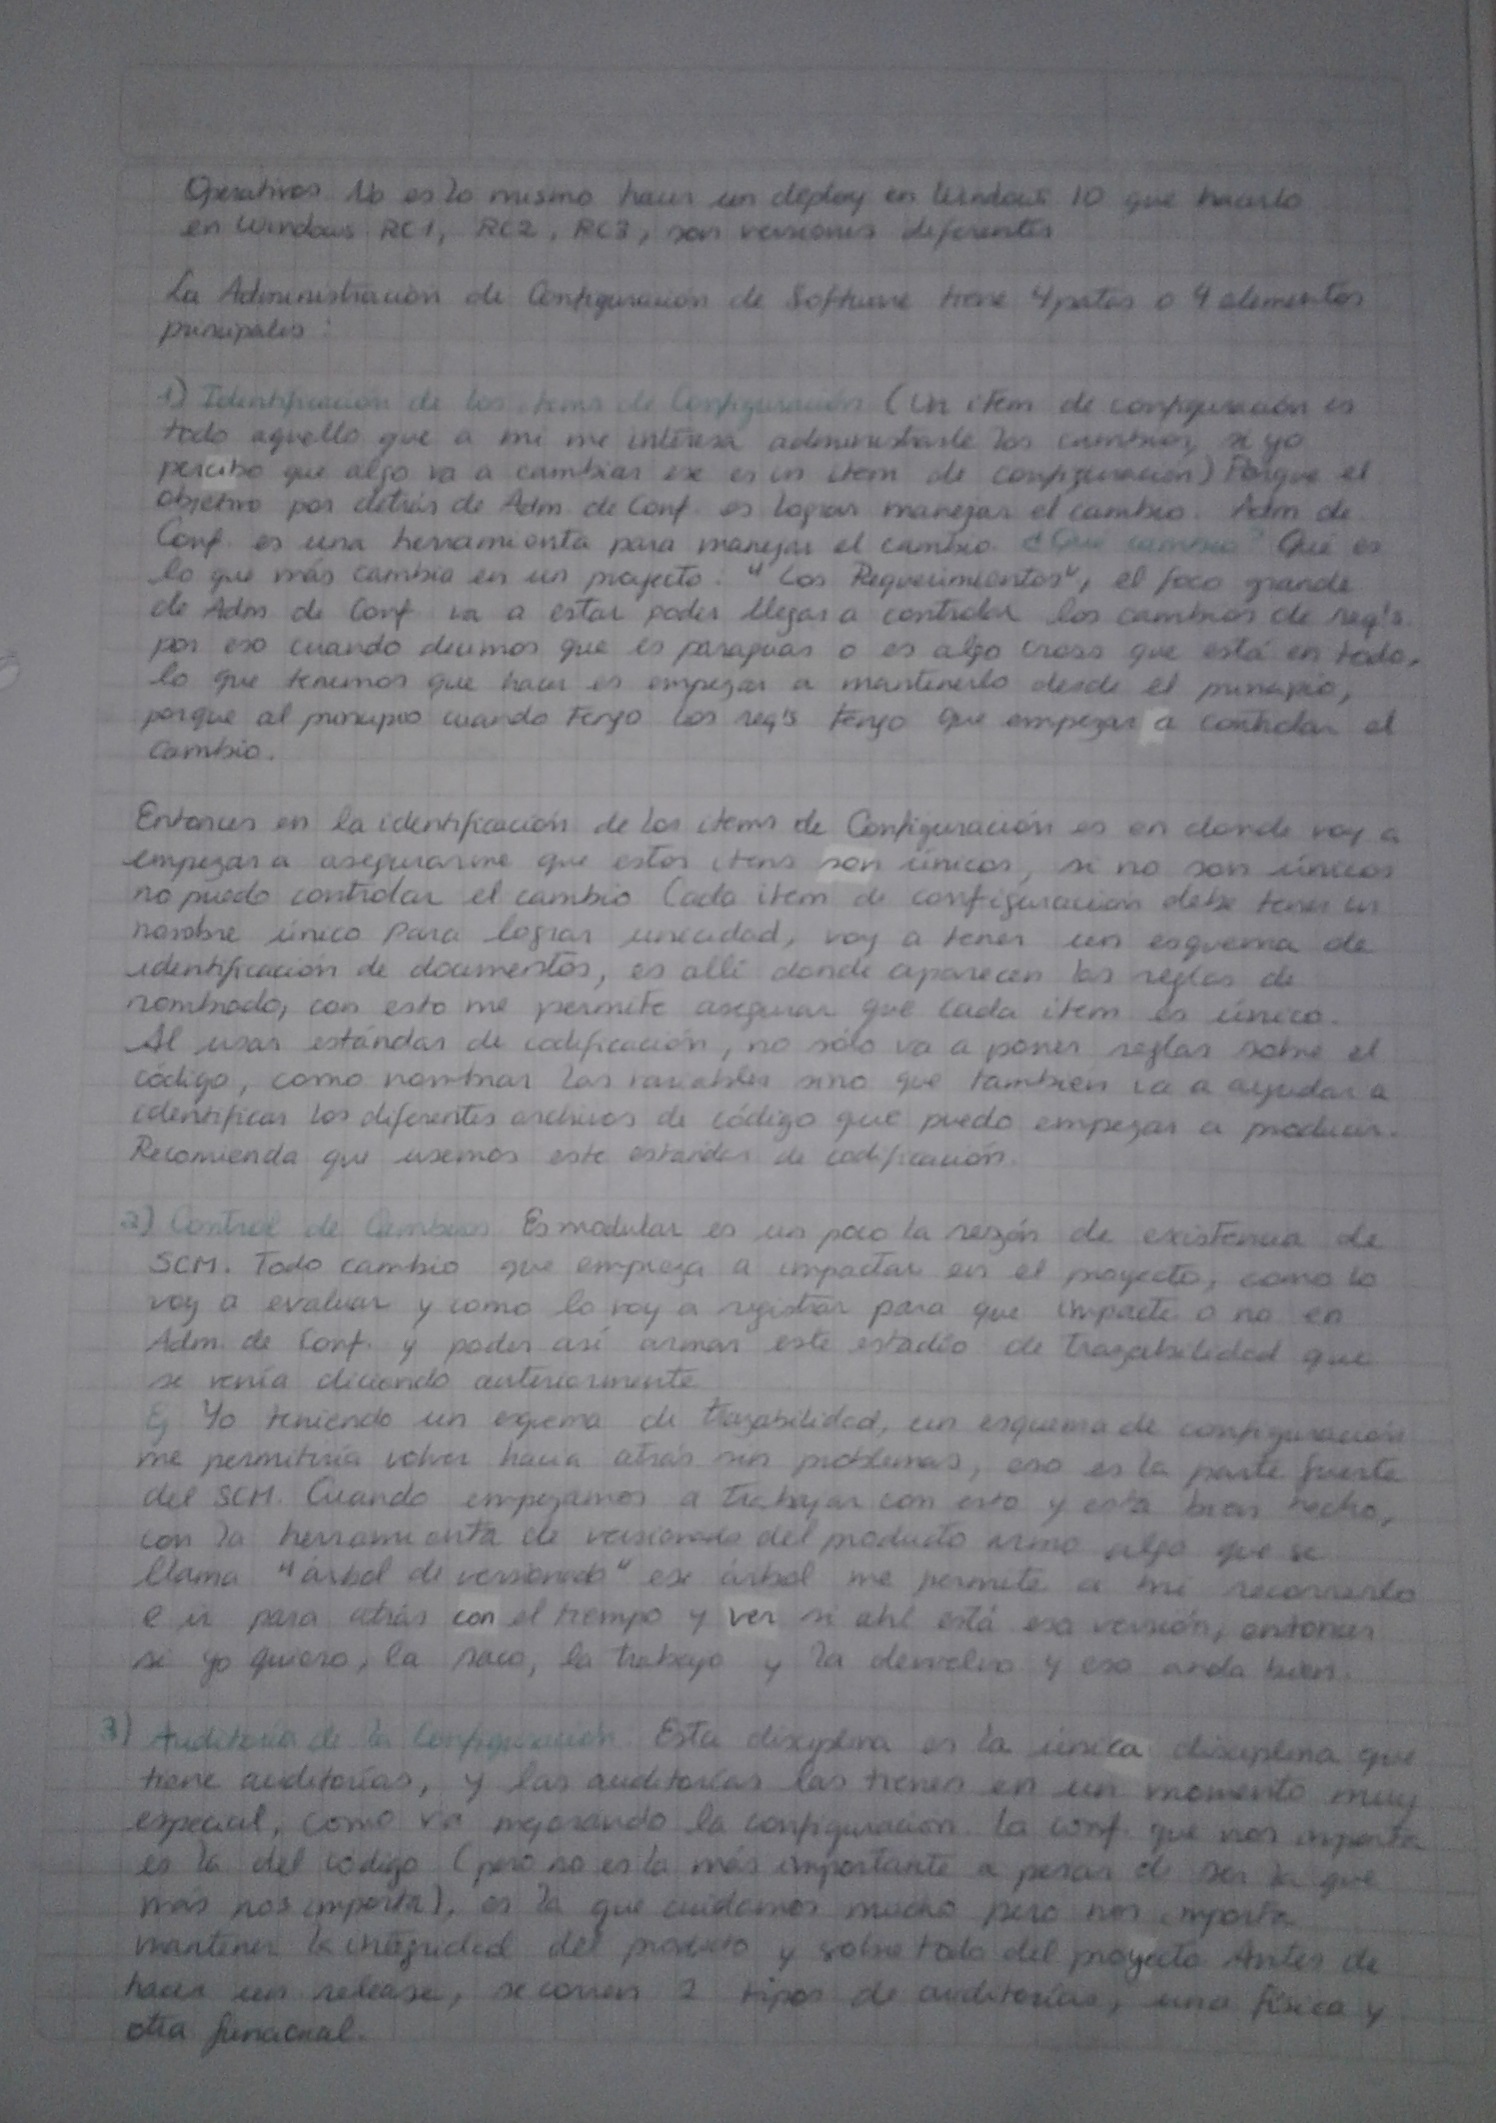 Operativos No es lo mismo hacer un deploy en Windows 10 que hacerlo
en Windows RC1, RC2, RC3, son versiones diferentes
La Administración de Configuración de Software tiene 4 patas o 4 elementos
principales:
1) Identificación de los items de Configuración (Un item de configuración es
todo aquello que a mi me interesa administrarle los cambios, si yo
percibo que algo va a cambiar ese es un item de configuración) Porque el
objetivo por detrás de Adm. de Conf. es lograr manejar el cambio. Adm de
Conf. es una herramienta para manejar el cambio. ¿Qué cambio? Qué es
lo que más cambia en un proyecto: "Los Requerimientos", el foco grande
de Adm de Conf va a estar poder llegar a controlar los cambios de req's.
por eso cuando decimos que es paraguas o es algo cross que está en todo,
lo que tenemos que hacer es empezar a mantenerlo desde el principio,
porque al principio cuando tengo los req's tengo que empezar a controlar el
cambio.
Entonces en la identificación de los items de Configuración es en donde voy a
empezar a asegurarme que estos items son únicos, si no son únicos
no puedo controlar el cambio Cada item de configuración debe tener un
nombre único Para lograr unicidad, voy a tener un esquema de
identificación de documentos, es allí donde aparecen las reglas de
nombrado, con esto me permite asegurar que cada item es único.
Al usar estándar de codificación, no sólo va a poner reglas sobre el
código, como nombrar las variables sino que también va a ayudar a
identificar los diferentes archivos de código que puedo empezar a producir.
Recomienda que usemos este estándar de codificación.
2) Control de Cambios Es modular es un poco la razón de existencia de
SCM. Todo cambio que empieza a impactar en el proyecto, como lo
voy a evaluar y como lo voy a registrar para que impacte o no en
Adm. de Conf. y poder así armar este estadío de trazabilidad que
se venía diciendo anteriormente
Ej Yo teniendo un esquema de trazabilidad, un esquema de configuración
me permitiría volver hacia atrás sin problemas, eso es la parte fuerte
del SCM. Cuando empezamos a trabajar con esto y está bien hecho,
con la herramienta de versionado del producto armo algo que se
llama "árbol de versionado" ese árbol me permite a mi recorrerlo
e ir para atrás con el tiempo y ver si ahí está esa versión, entonces
si yo quiero, la saco, la trabajo y la devuelvo y eso anda bien.
3) Auditoría de la Configuración Esta disciplina es la única disciplina que
tiene auditorías, y las auditorías las tienen en un momento muy
especial, como va mejorando la configuración. La conf. que nos importa
es la del código (pero no es la más importante a pesar de ser la que
más nos importa), es la que cuidamos mucho pero nos importa
mantener la integridad del producto y sobre todo del proyecto Antes de
hacer un release, se corren 2 tipos de auditorías, una física y
otra funcional.